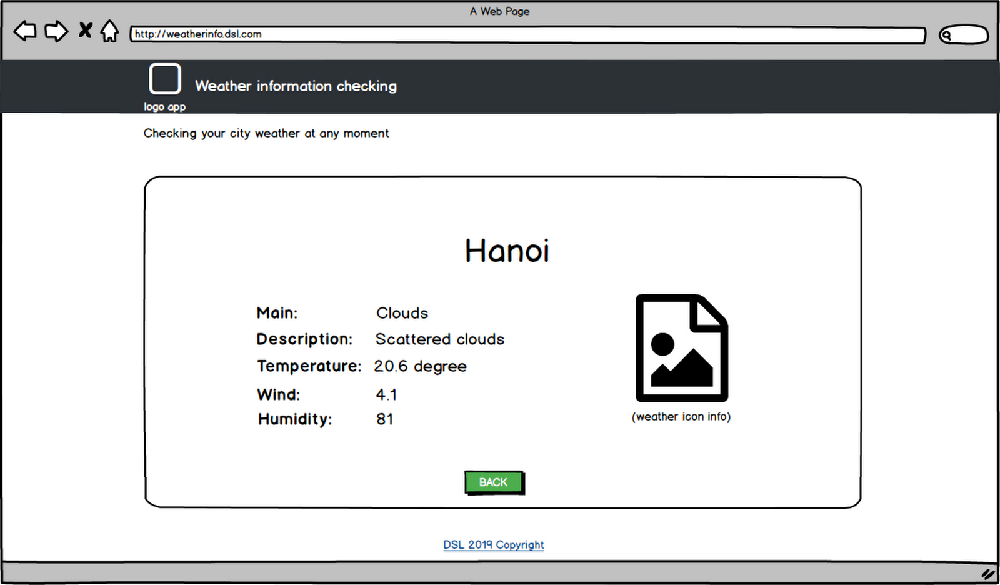 A Web Page
http://weatherinfo.dsl.com
Weather information checking
logo app
Checking your city weather at any moment
Hanoi
Main: Clouds
Description: Scattered clouds
Temperature: 20.6 degree
Wind: 4.1
Humidity: 81
(weather icon info)
BACK
DSL 2019 Copyright